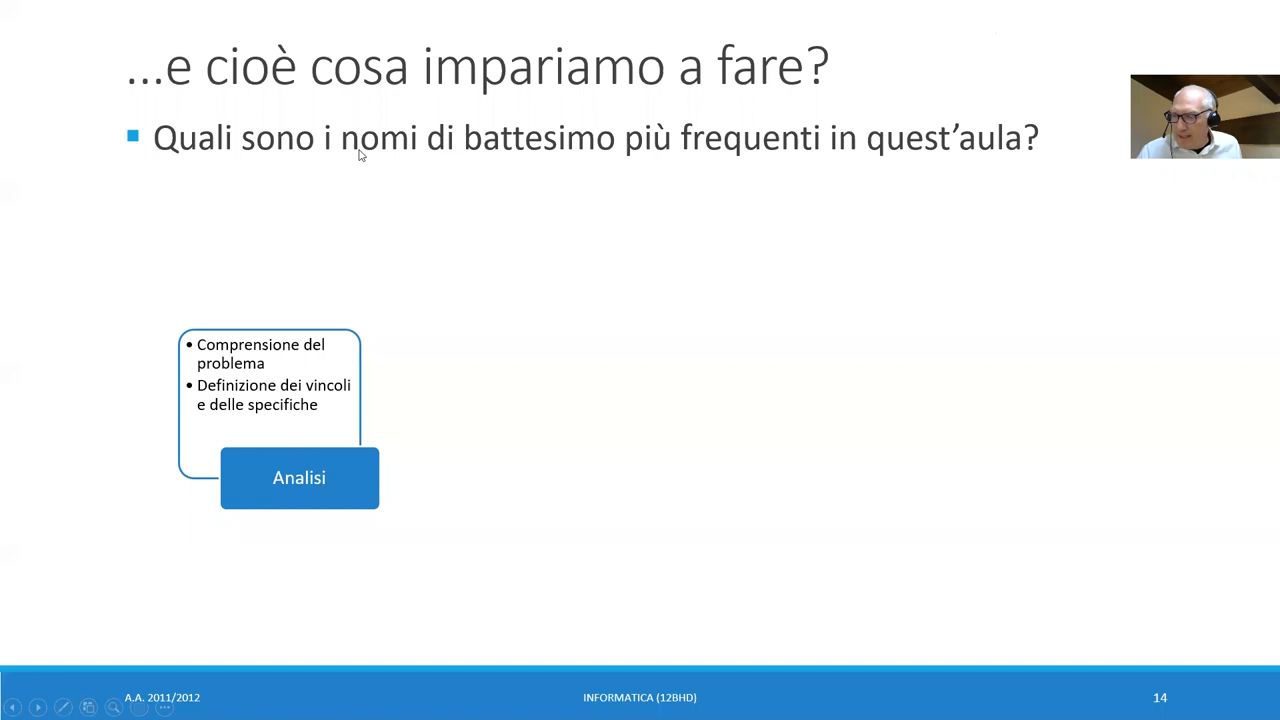 ...e cioè cosa impariamo a fare?
Quali sono i nomi di battesimo più frequenti in quest’aula?
• Comprensione del
problema
• Definizione dei vincoli
e delle specifiche
Analisi
A.A. 2011/2012
INFORMATICA (12BHD)
14